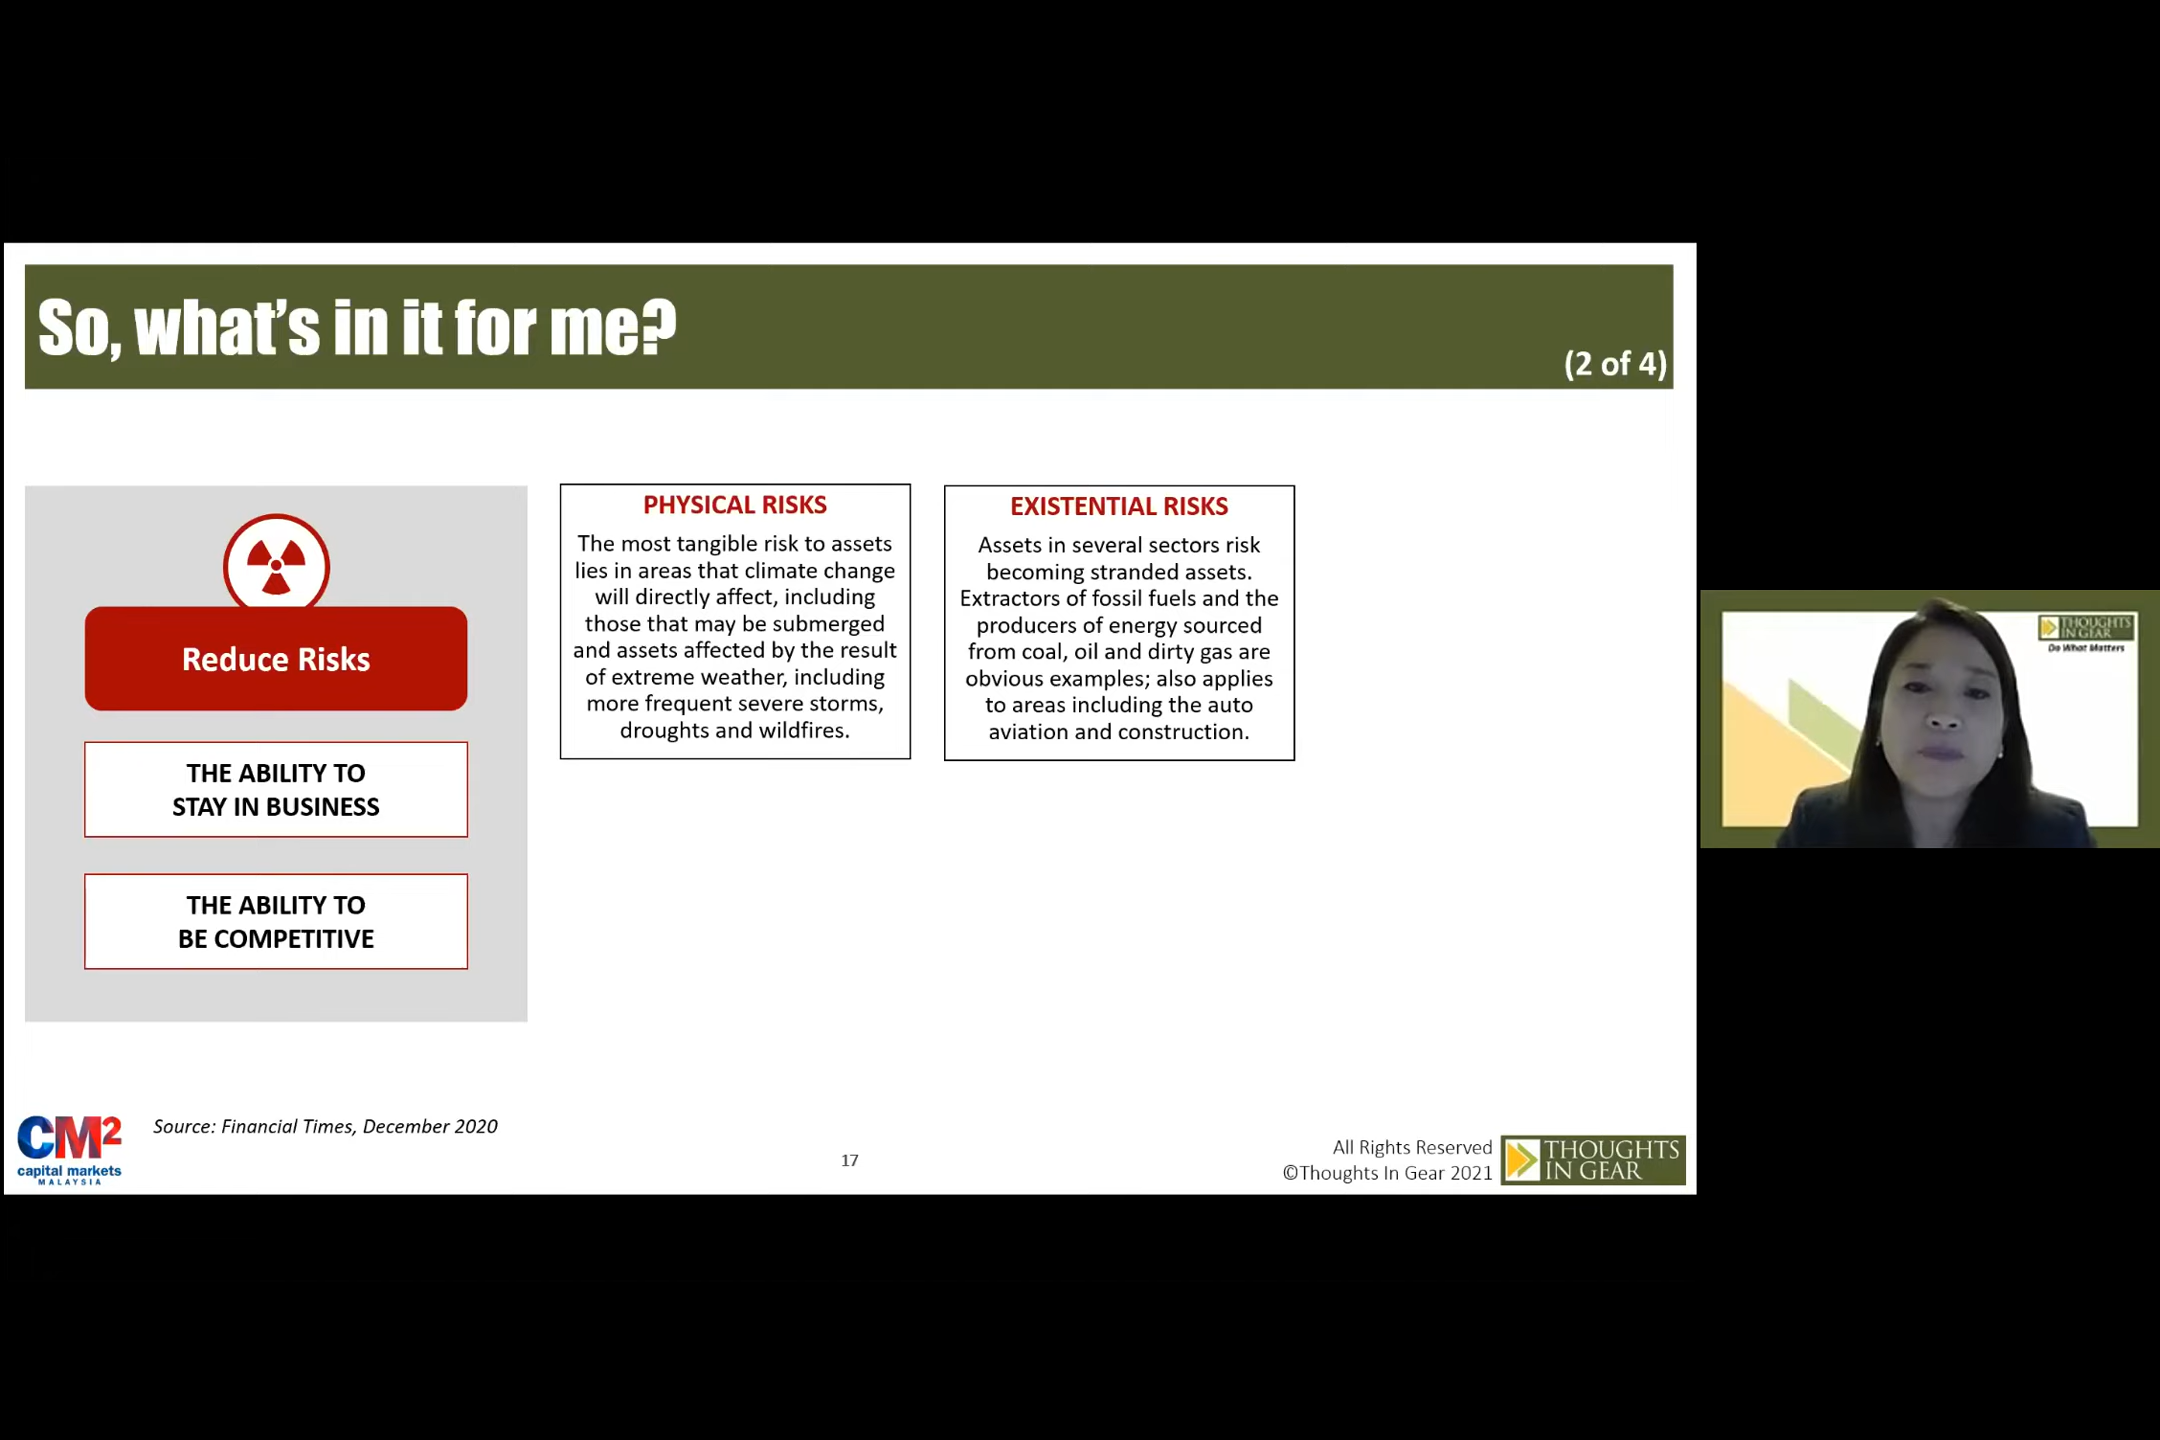 So, what's in it for me?
(2 of 4)
Reduce Risks
THE ABILITY TO
STAY IN BUSINESS
THE ABILITY TO
BE COMPETITIVE
PHYSICAL RISKS
The most tangible risk to assets
lies in areas that climate change
will directly affect, including
those that may be submerged
and assets affected by the result
of extreme weather, including
more frequent severe storms,
droughts and wildfires.
EXISTENTIAL RISKS
Assets in several sectors risk
becoming stranded assets.
Extractors of fossil fuels and the
producers of energy sourced
from coal, oil and dirty gas are
obvious examples; also applies
to areas including the auto
aviation and construction.
THOUGHTS
IN GEAR
Do What Matters
CM2
capital markets
MALAYSIA
Source: Financial Times, December 2020
17
All Rights Reserved
©Thoughts In Gear 2021
THOUGHTS
IN GEAR